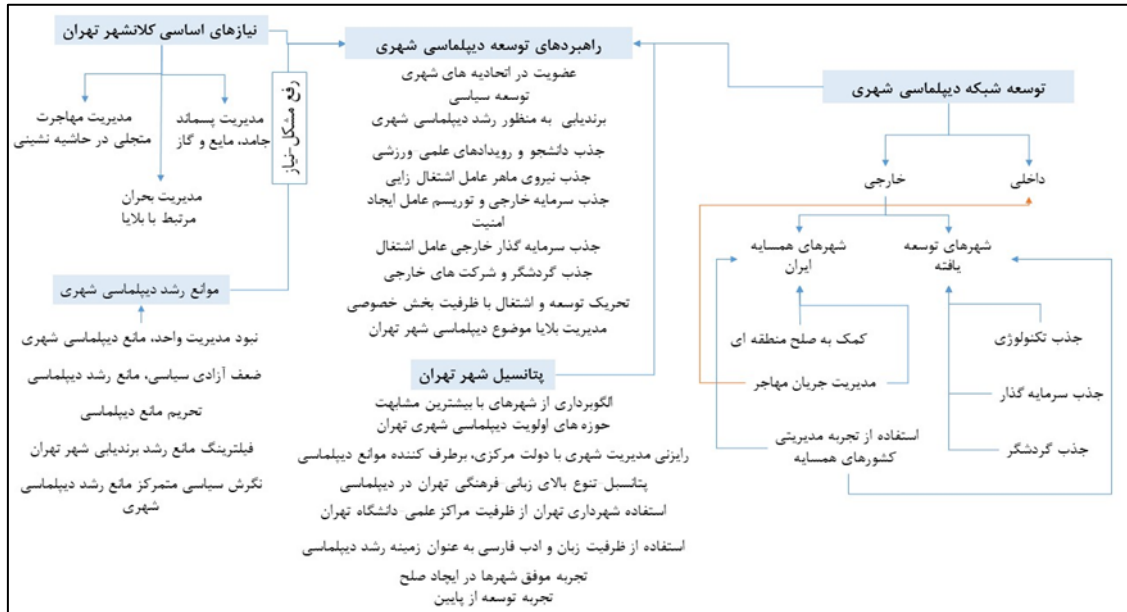 توسعه شبکه دیپلماسی شهری
داخلی
خارجی
شهرهای توسعه
یافته
شهرهای همسایه
ایران
جذب تکنولوژی
جذب سرمایه گذار
جذب گردشگر
کمک به صلح منطقه ای
مدیریت جریان مهاجر
استفاده از تجربه مدیریتی
کشورهای همسایه
راهبردهای توسعه دیپلماسی شهری
عضویت در اتحادیه های شهری
توسعه سیاسی
برندیابی به منظور رشد دیپلماسی شهری
جذب دانشجو و رویدادهای علمی-ورزشی
جذب نیروی ماهر عامل اشتغال زایی
جذب سرمایه خارجی و توریسم عامل ایجاد
امنیت
جذب سرمایه گذار خارجی عامل اشتغال
جذب گردشگر و شرکت های خارجی
تحریک توسعه و اشتغال با ظرفیت بخش خصوصی
مدیریت بلایا موضوع دیپلماسی شهر تهران
پتانسیل شهر تهران
الگوبرداری از شهرهای با بیشترین مشابهت
حوزه های اولویت دیپلماسی شهری تهران
رایزنی مدیریت شهری با دولت مرکزی، برطرف کننده موانع دیپلماسی
پتانسیل تنوع بالای زبانی فرهنگی تهران در دیپلماسی
استفاده شهرداری تهران از ظرفیت مراکز علمی-دانشگاه تهران
استفاده از ظرفیت زبان و ادب فارسی به عنوان زمینه رشد دیپلماسی
تجربه موفق شهرها در ایجاد صلح
تجربه توسعه از پایین
نیازهای اساسی کلانشهر تهران
مدیریت پسماند
جامد، مایع و گاز
مدیریت مهاجرت
متجلی در حاشیه نشینی
مدیریت بحران
مرتبط با بلایا
رفع مشکل-نیاز
موانع رشد دیپلماسی شهری
نبود مدیریت واحد، مانع دیپلماسی شهری
ضعف آزادی سیاسی، مانع رشد دیپلماسی
تحریم مانع دیپلماسی
فیلترینگ مانع رشد برندیابی شهر تهران
نگرش سیاسی متمرکز مانع رشد دیپلماسی
شهری